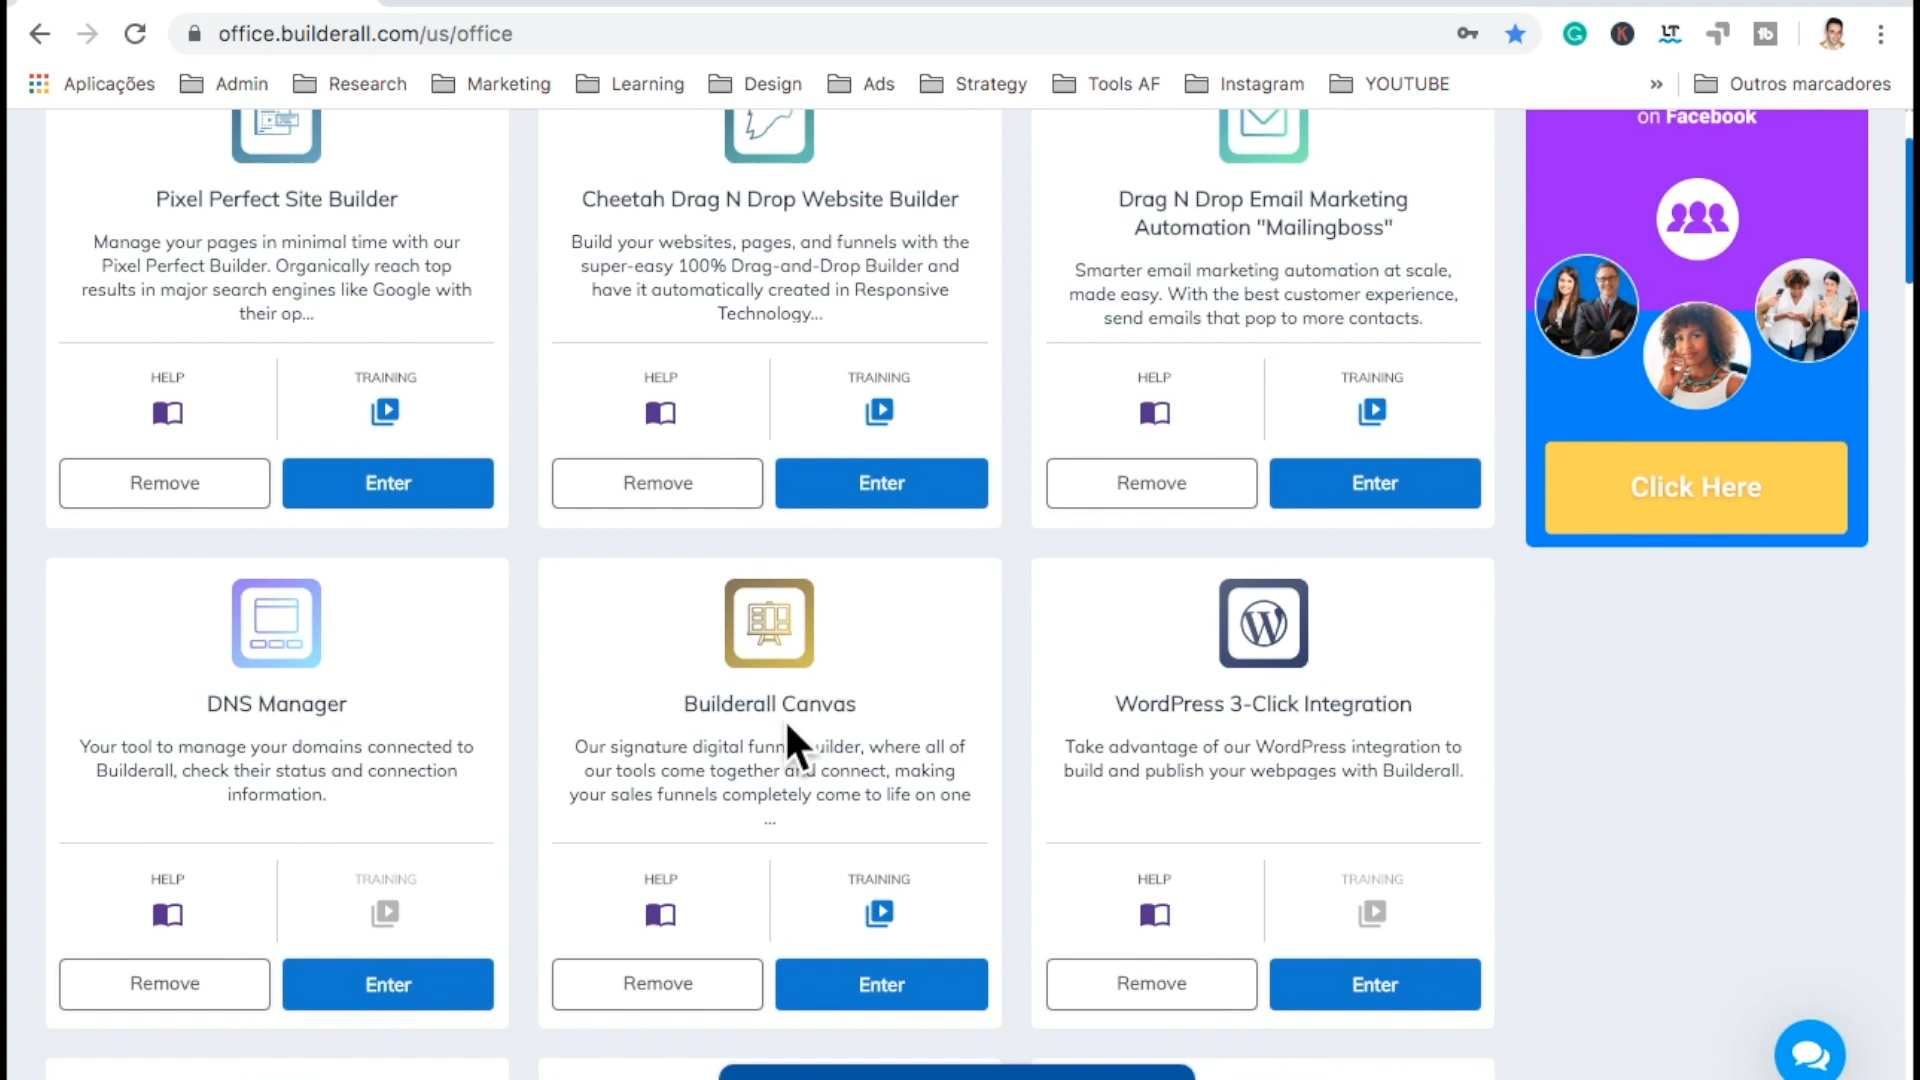 office.builderall.com/us/office
Aplicações Admin Research Marketing Learning Design Ads Strategy Tools AF Instagram YOUTUBE » Outros marcadores
on Facebook
Click Here
Pixel Perfect Site Builder
Manage your pages in minimal time with our
Pixel Perfect Builder. Organically reach top
results in major search engines like Google with
their op...
HELP TRAINING
Remove Enter
Cheetah Drag N Drop Website Builder
Build your websites, pages, and funnels with the
super-easy 100% Drag-and-Drop Builder and
have it automatically created in Responsive
Technology...
HELP TRAINING
Remove Enter
Drag N Drop Email Marketing
Automation "Mailingboss"
Smarter email marketing automation at scale,
made easy. With the best customer experience,
send emails that pop to more contacts.
HELP TRAINING
Remove Enter
DNS Manager
Your tool to manage your domains connected to
Builderall, check their status and connection
information.
HELP TRAINING
Remove Enter
Builderall Canvas
Our signature digital where all of
our tools come together and connect, making
your sales funnels completely come to life on one
...
HELP TRAINING
Remove Enter
WordPress 3-Click Integration
Take advantage of our WordPress integration to
build and publish your webpages with Builderall.
HELP TRAINING
Remove Enter